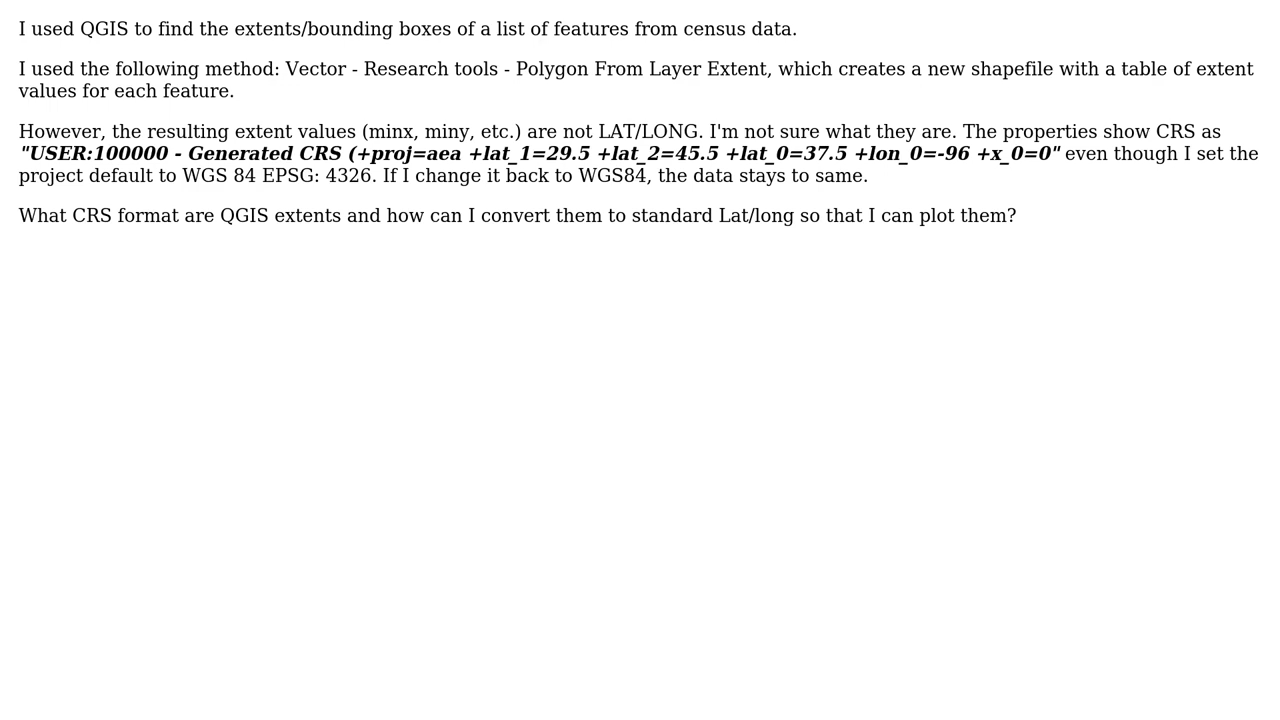 I used QGIS to find the extents/bounding boxes of a list of features from census data.
I used the following method: Vector - Research tools - Polygon From Layer Extent, which creates a new shapefile with a table of extent
values for each feature.
However, the resulting extent values (minx, miny, etc.) are not LAT/LONG. I'm not sure what they are. The properties show CRS as
"USER:100000 - Generated CRS (+proj=aea +lat_1=29.5 +lat_2=45.5 +lat_0=37.5 +lon_0=-96 +x_0=0" even though I set the
project default to WGS 84 EPSG: 4326. If I change it back to WGS84, the data stays to same.
What CRS format are QGIS extents and how can I convert them to standard Lat/long so that I can plot them?